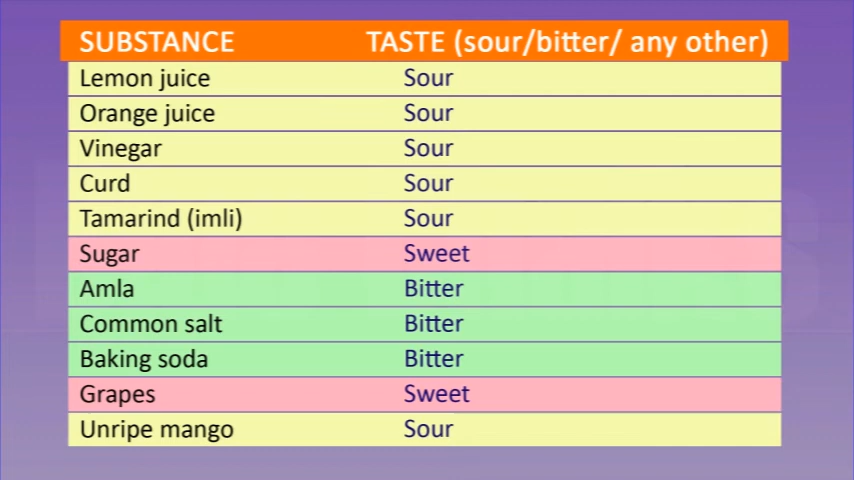 SUBSTANCE TASTE (sour/bitter/ any other)
Lemon juice Sour
Orange juice Sour
Vinegar Sour
Curd Sour
Tamarind (imli) Sour
Sugar Sweet
Amla Bitter
Common salt Bitter
Baking soda Bitter
Grapes Sweet
Unripe mango Sour